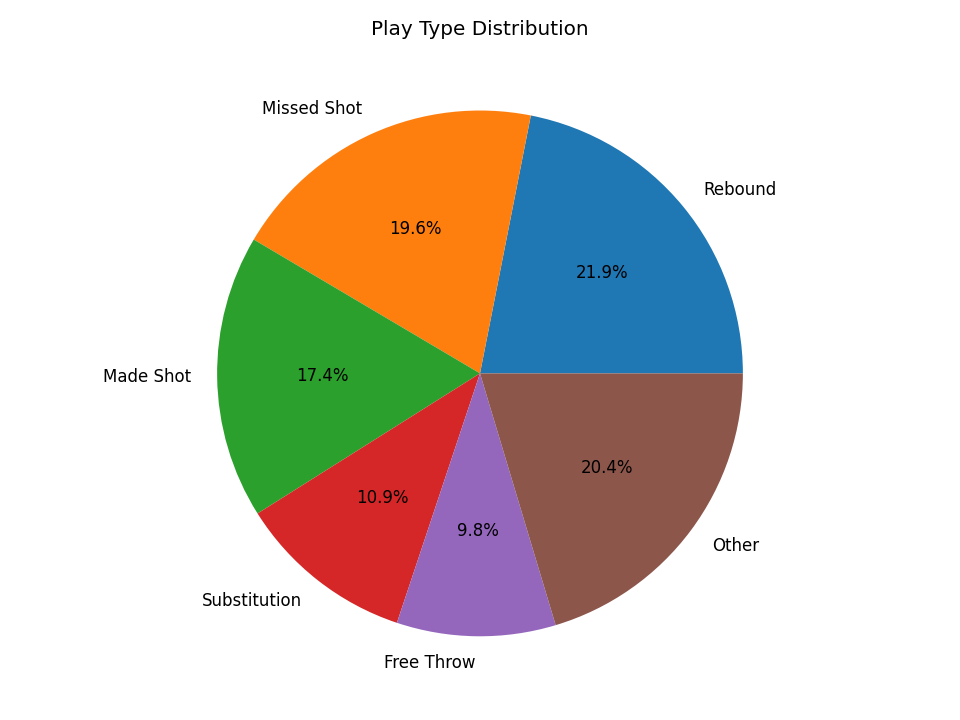 Play Type Distribution
Missed Shot
Rebound
19.6%
21.9%
Made Shot
17.4%
20.4%
10.9%
9.8%
Other
Substitution
Free Throw